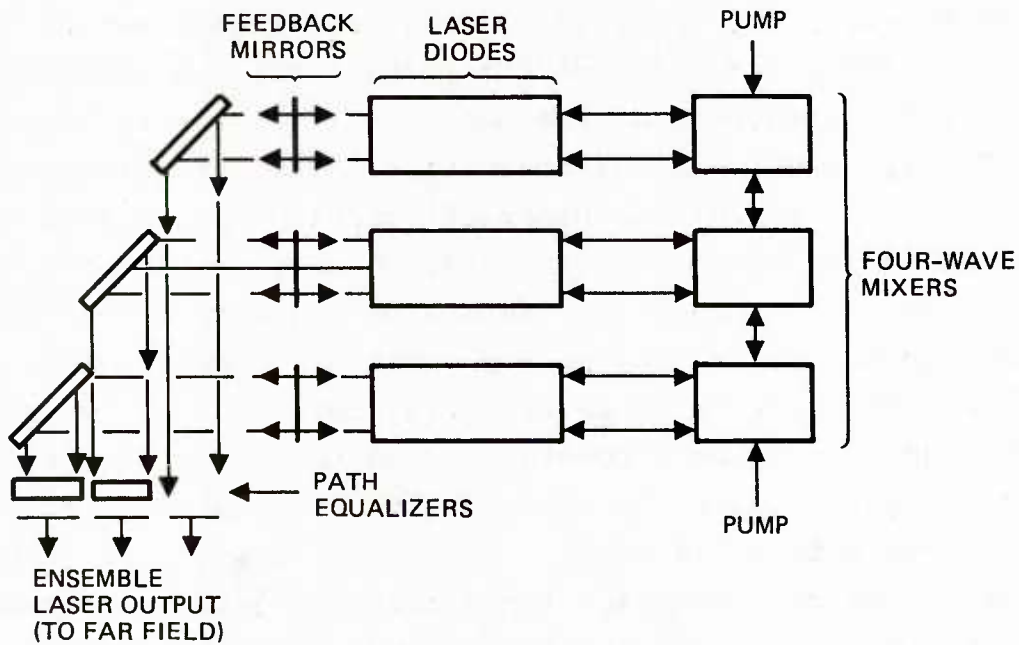 FEEDBACK
MIRRORS
LASER
DIODES
PUMP
FOUR-WAVE
MIXERS
PATH
EQUALIZERS
PUMP
ENSEMBLE
LASER OUTPUT
(TO FAR FIELD)